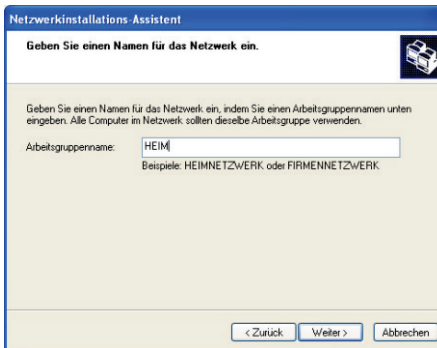 Netzwerkinstallations-Assistent
Geben Sie einen Namen für das Netzwerk ein.
Geben Sie einen Namen für das Netzwerk ein, indem Sie einen Arbeitsgruppennamen unten
eingeben. Alle Computer im Netzwerk sollten dieselbe Arbeitsgruppe verwenden.
Arbeitsgruppenname: HEIM
Beispiele: HEIMNETZWERK oder FIRMENNETZWERK
< Zurück Weiter > Abbrechen